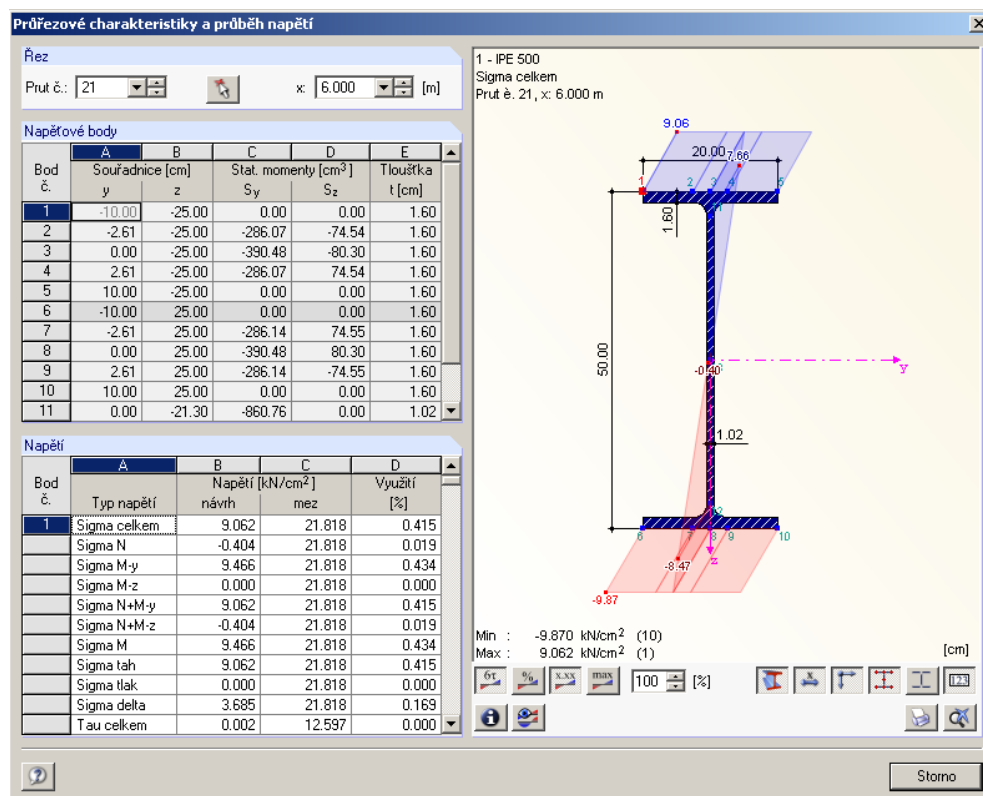 Průřezové charakteristiky a průběh napětí
Řez
Prut č.: 21 x: 6.000 [m]
Napěťové body
A B C D E
Bod č. Souřadnice [cm] Stat. momenty [cm³] Tloušťka
y z Sy Sz t [cm]
1 -10.00 -25.00 0.00 0.00 1.60
2 -2.61 -25.00 -286.07 -74.54 1.60
3 0.00 -25.00 -390.48 -80.30 1.60
4 2.61 -25.00 -286.07 74.54 1.60
5 10.00 -25.00 0.00 0.00 1.60
6 -10.00 25.00 0.00 0.00 1.60
7 -2.61 25.00 -286.14 74.55 1.60
8 0.00 25.00 -390.48 80.30 1.60
9 2.61 25.00 -286.14 -74.55 1.60
10 10.00 25.00 0.00 0.00 1.60
11 0.00 -21.30 -860.76 0.00 1.02
Napětí
A B C D
Bod č. Napětí [kN/cm²] Využití
Typ napětí návrh mez [%]
1 Sigma celkem 9.062 21.818 0.415
Sigma N -0.404 21.818 0.019
Sigma M-y 9.466 21.818 0.434
Sigma M-z 0.000 21.818 0.000
Sigma N+M-y 9.062 21.818 0.415
Sigma N+M-z -0.404 21.818 0.019
Sigma M 9.466 21.818 0.434
Sigma tah 9.062 21.818 0.415
Sigma tlak 0.000 21.818 0.000
Sigma delta 3.685 21.818 0.169
Tau celkem 0.002 12.597 0.000
1 - IPE 500
Sigma celkem
Prut è. 21, x: 6.000 m
9.06
20.00 7.66
1 2 3 4 5
11
1.60
50.00
-0.40
y
1.02
12
6 7 8 9 10
z
-8.47
-9.87
Min : -9.870 kN/cm² (10)
Max : 9.062 kN/cm² (1)
[cm]
στ % x.xx max 100 [%] x 123
Storno